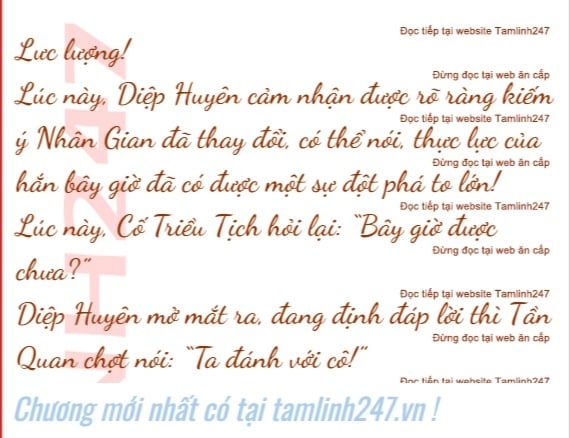 Đọc tiếp tại website Tamlinh247
Lực lượng!
Đừng đọc tại web ăn cắp
Lúc này, Diệp Huyên cảm nhận được rõ ràng kiếm
Đọc tiếp tại website Tamlinh247
ý Nhân Gian đã thay đổi, có thể nói, thực lực của
Đừng đọc tại web ăn cắp
hắn bây giờ đã có được một sự đột phá to lớn!
Đọc tiếp tại website Tamlinh247
Lúc này, Cố Triều Tịch hỏi lại: “Bây giờ được
Đừng đọc tại web ăn cắp
chưa?”
Đọc tiếp tại website Tamlinh247
Diệp Huyên mở mắt ra, đang định đáp lời thì Tần
Đừng đọc tại web ăn cắp
Quan chợt nói: “Ta đánh với cô!”
Đọc tiếp tại website Tamlinh247
NH247
Chương mới nhất có tại tamlinh247.vn !